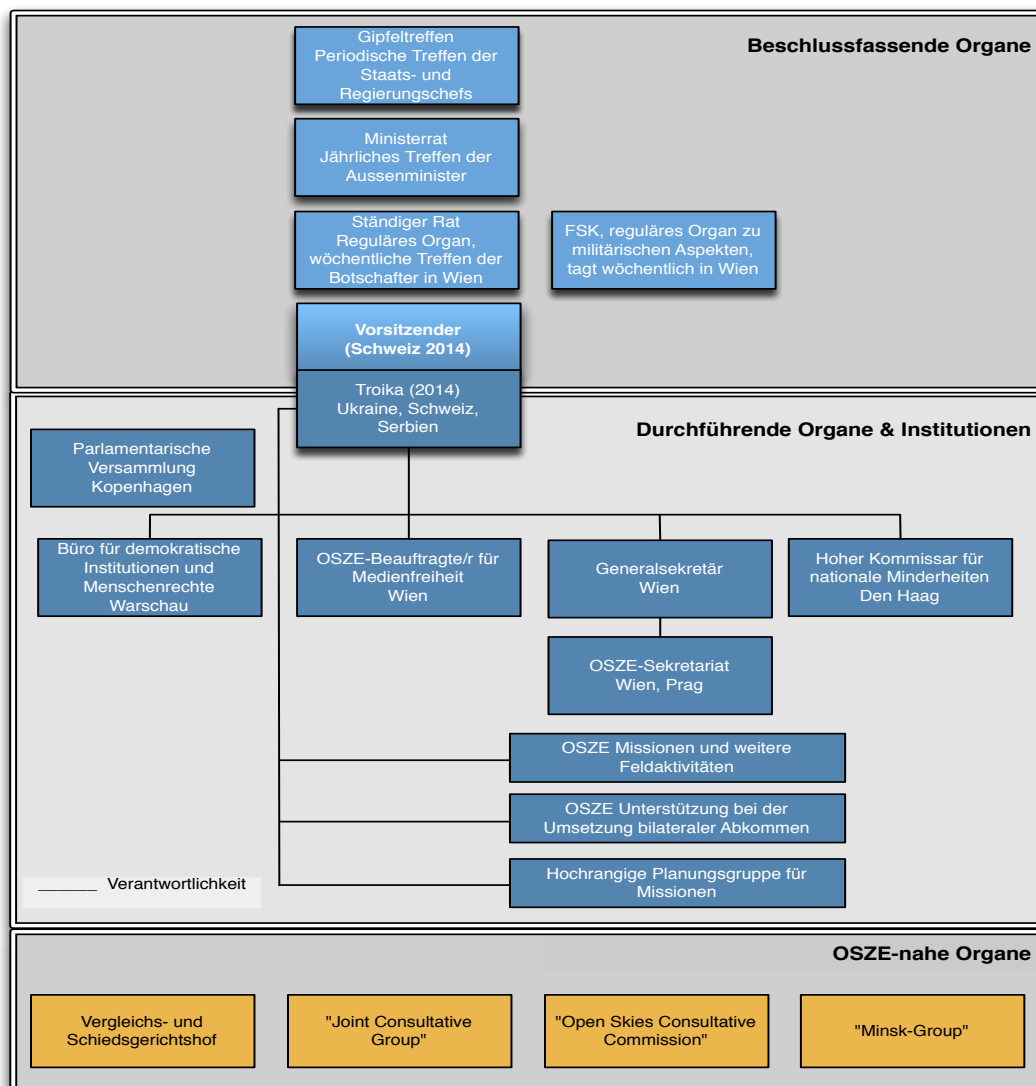 Beschlussfassende Organe
Gipfeltreffen
Periodische Treffen der
Staats- und
Regierungschefs
Ministerrat
Jährliches Treffen der
Aussenminister
Ständiger Rat
Reguläres Organ,
wöchentliche Treffen der
Botschafter in Wien
FSK, reguläres Organ zu
militärischen Aspekten,
tagt wöchentlich in Wien
Vorsitzender
(Schweiz 2014)
Troika (2014)
Ukraine, Schweiz,
Serbien
Durchführende Organe & Institutionen
Parlamentarische
Versammlung
Kopenhagen
Büro für demokratische
Institutionen und
Menschenrechte
Warschau
OSZE-Beauftragte/r für
Medienfreiheit
Wien
Generalsekretär
Wien
Hoher Kommissar für
nationale Minderheiten
Den Haag
OSZE-Sekretariat
Wien, Prag
OSZE Missionen und weitere
Feldaktivitäten
OSZE Unterstützung bei der
Umsetzung bilateraler Abkommen
Hochrangige Planungsgruppe für
Missionen
______ Verantwortlichkeit
OSZE-nahe Organe
Vergleichs- und
Schiedsgerichtshof
"Joint Consultative
Group"
"Open Skies Consultative
Commission"
"Minsk-Group"